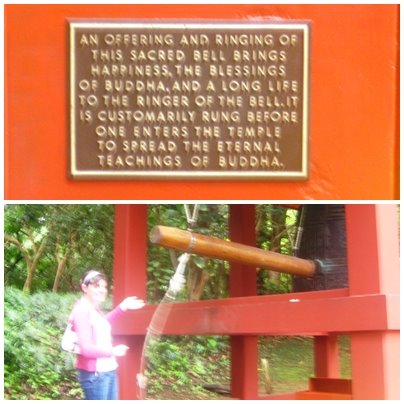 AN OFFERING AND RINGING OF
THIS SACRED BELL BRINGS
HAPPINESS, THE BLESSINGS
OF BUDDHA, AND A LONG LIFE
TO THE RINGER OF THE BELL. IT
IS CUSTOMARILY RUNG BEFORE
ONE ENTERS THE TEMPLE
TO SPREAD THE ETERNAL
TEACHINGS OF BUDDHA.